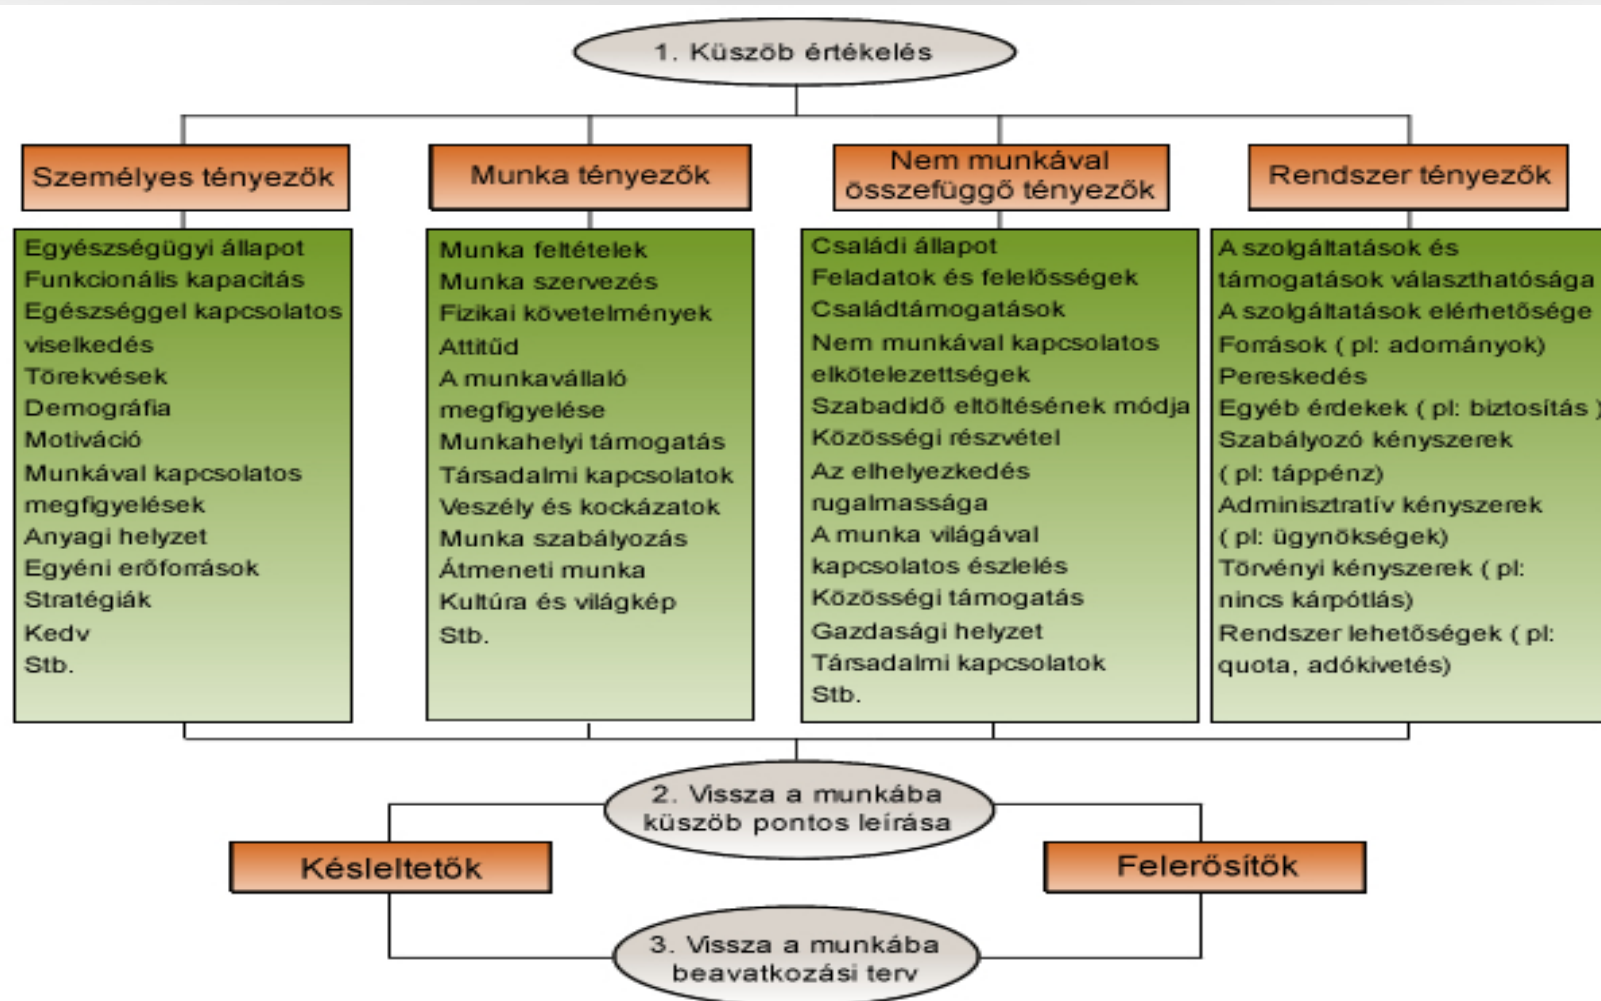 1. Küszöb értékelés
Személyes tényezők
Egyészségügyi állapot
Funkcionális kapacitás
Egészséggel kapcsolatos
viselkedés
Törekvések
Demográfia
Motiváció
Munkával kapcsolatos
megfigyelések
Anyagi helyzet
Egyéni erőforrások
Stratégiák
Kedv
Stb.
Munka tényezők
Munka feltételek
Munka szervezés
Fizikai követelmények
Attitűd
A munkavállaló
megfigyelése
Munkahelyi támogatás
Társadalmi kapcsolatok
Veszély és kockázatok
Munka szabályozás
Átmeneti munka
Kultúra és világkép
Stb.
Nem munkával
összefüggő tényezők
Családi állapot
Feladatok és felelősségek
Családtámogatások
Nem munkával kapcsolatos
elkötelezettségek
Szabadidő eltöltésének módja
Közösségi részvétel
Az elhelyezkedés
rugalmassága
A munka világával
kapcsolatos észlelés
Közösségi támogatás
Gazdasági helyzet
Társadalmi kapcsolatok
Stb.
Rendszer tényezők
A szolgáltatások és
támogatások választhatósága
A szolgáltatások elérhetősége
Források ( pl: adományok)
Pereskedés
Egyéb érdekek ( pl: biztosítás )
Szabályozó kényszerek
( pl: táppénz)
Adminisztratív kényszerek
( pl: ügynökségek)
Törvényi kényszerek ( pl:
nincs kárpótlás)
Rendszer lehetőségek ( pl:
quota, adókivetés)
2. Vissza a munkába
küszöb pontos leírása
Késleltetők
Felerősítők
3. Vissza a munkába
beavatkozási terv